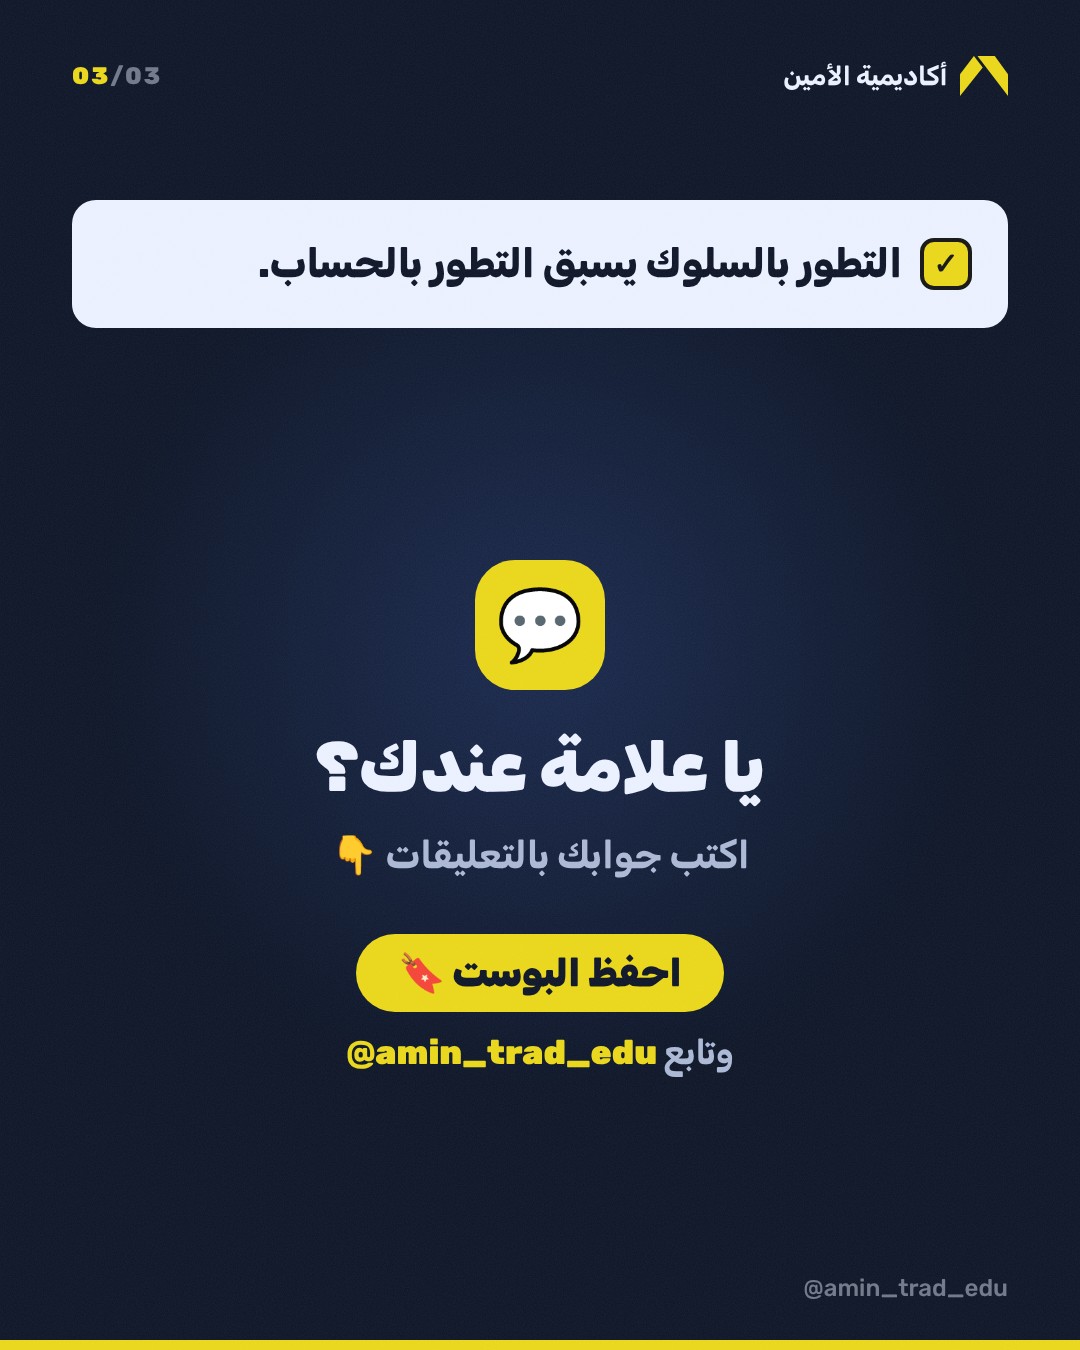 أكاديمية الأمين
03/03
التطور بالسلوك يسبق التطور بالحساب.
يا علامة عندك؟
اكتب جوابك بالتعليقات 👇
احفظ البوست 🔖
وتابع @amin_trad_edu
@amin_trad_edu